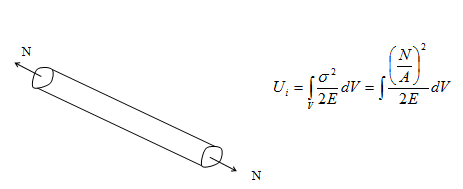 N
U_i = ∫_V σ²/2E dV = ∫ (N/A)²/2E dV
N